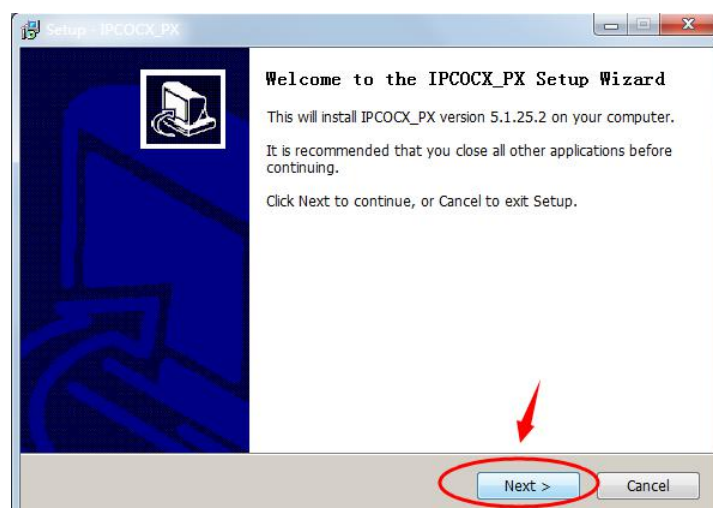 Setup - IPCOCX_PX
Welcome to the IPCOCX_PX Setup Wizard
This will install IPCOCX_PX version 5.1.25.2 on your computer.
It is recommended that you close all other applications before
continuing.
Click Next to continue, or Cancel to exit Setup.
Next >
Cancel